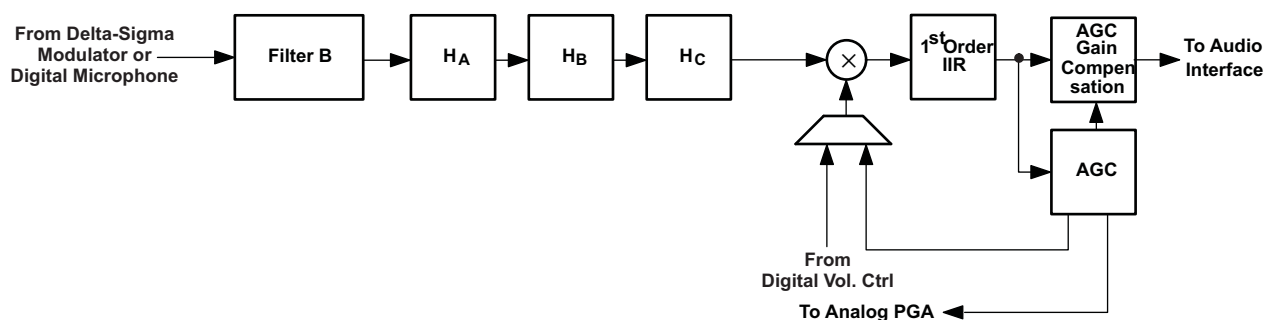 From Delta-Sigma
Modulator or
Digital Microphone
Filter B
HA
HB
HC
×
1st Order
IIR
AGC
Gain
Compen
sation
To Audio
Interface
AGC
From
Digital Vol. Ctrl
To Analog PGA